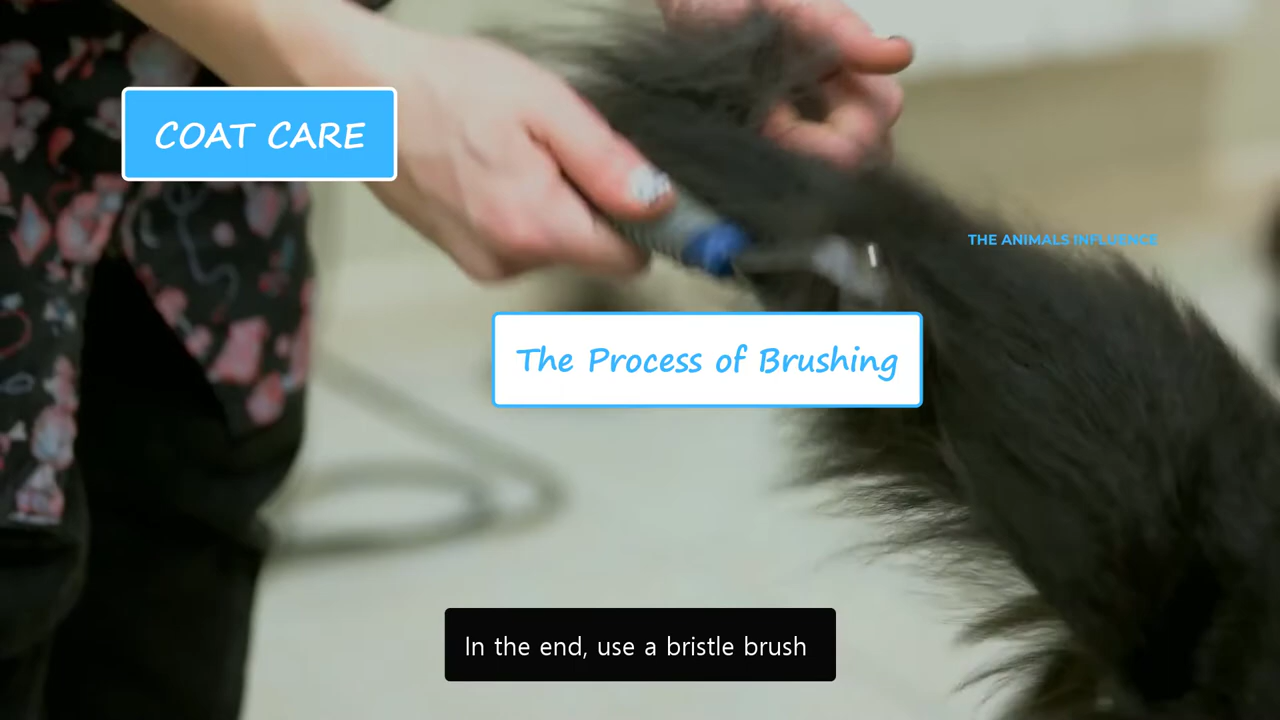 COAT CARE
THE ANIMALS INFLUENCE
The Process of Brushing
In the end, use a bristle brush